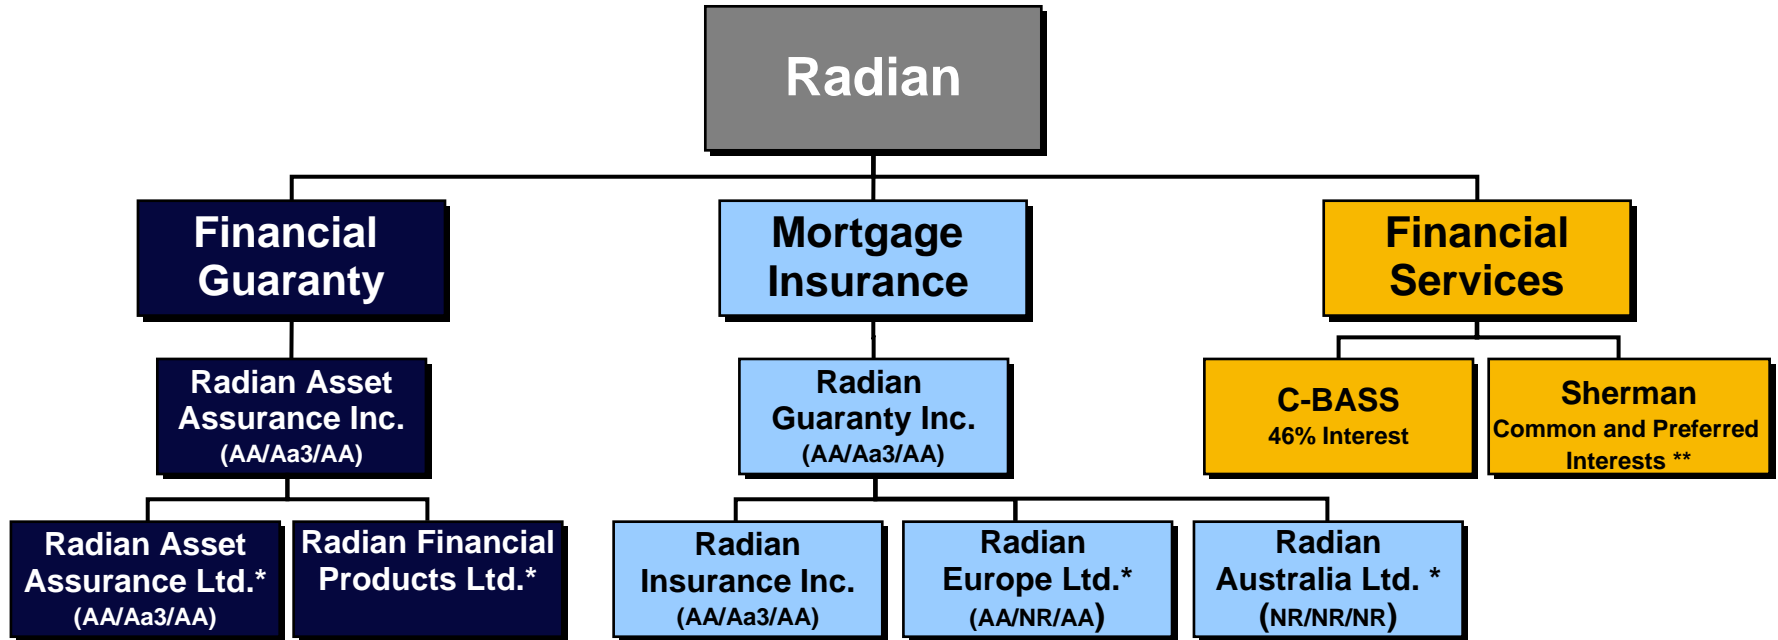 Radian
Financial
Guaranty
Mortgage
Insurance
Financial
Services
Radian Asset
Assurance Inc.
(AA/Aa3/AA)
Radian
Guaranty Inc.
(AA/Aa3/AA)
C-BASS
46% Interest
Sherman
Common and Preferred
Interests **
Radian Asset
Assurance Ltd.*
(AA/Aa3/AA)
Radian Financial
Products Ltd.*
Radian
Insurance Inc.
(AA/Aa3/AA)
Radian
Europe Ltd.*
(AA/NR/AA)
Radian
Australia Ltd. *
(NR/NR/NR)